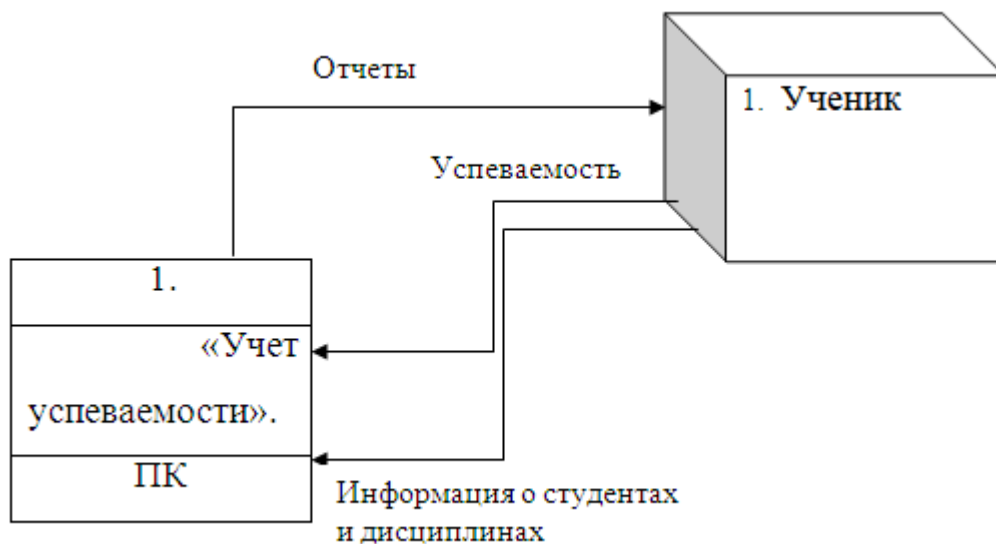 Отчеты
1. Ученик
Успеваемость
1.
«Учет
успеваемости».
ПК
Информация о студентах
и дисциплинах